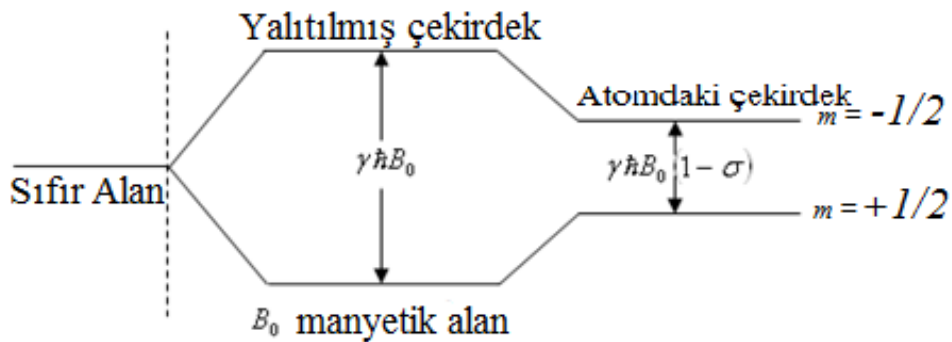 Yalıtılmış çekirdek
Atomdaki çekirdek
m = -1/2
γħB₀
γħB₀(1 - σ)
Sıfır Alan
m = +1/2
B₀ manyetik alan